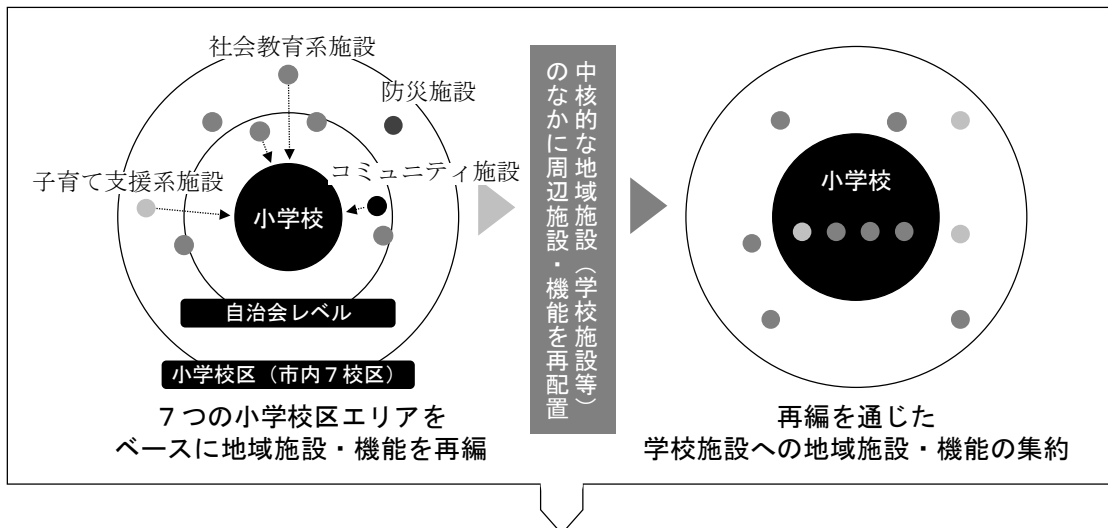 社会教育系施設
防災施設
子育て支援系施設
コミュニティ施設
小学校
自治会レベル
小学校区（市内７校区）
７つの小学校区エリアを
ベースに地域施設・機能を再編
中核的な地域施設（学校施設等）
のなかに周辺施設・機能を再配置
小学校
再編を通じた
学校施設への地域施設・機能の集約